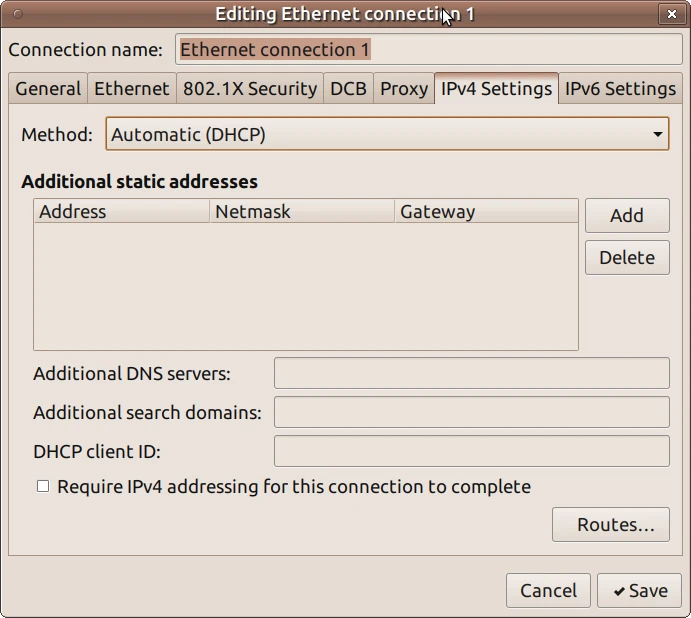 Editing Ethernet connection 1
Connection name: Ethernet connection 1
General Ethernet 802.1X Security DCB Proxy IPv4 Settings IPv6 Settings
Method: Automatic (DHCP)
Additional static addresses
Address Netmask Gateway Add
Delete
Additional DNS servers:
Additional search domains:
DHCP client ID:
Require IPv4 addressing for this connection to complete
Routes...
Cancel Save